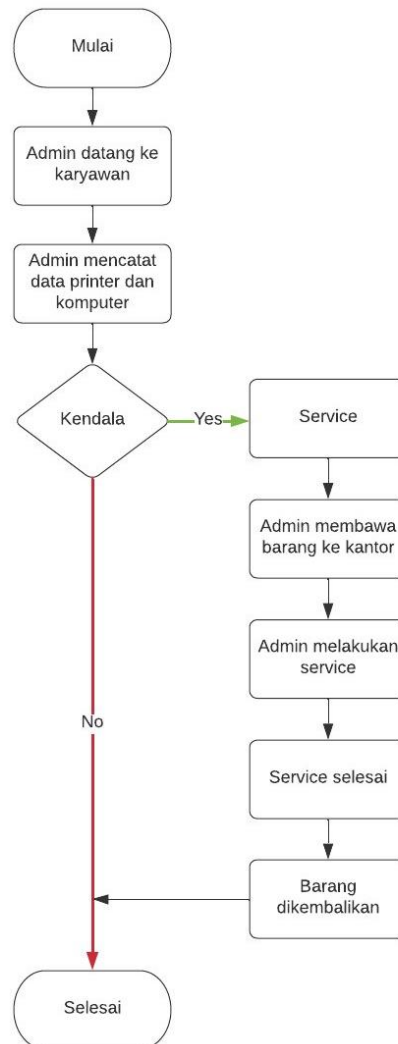 Mulai
Admin datang ke
karyawan
Admin mencatat
data printer dan
komputer
Kendala
Yes
Service
Admin membawa
barang ke kantor
Admin melakukan
service
Service selesai
Barang
dikembalikan
No
Selesai